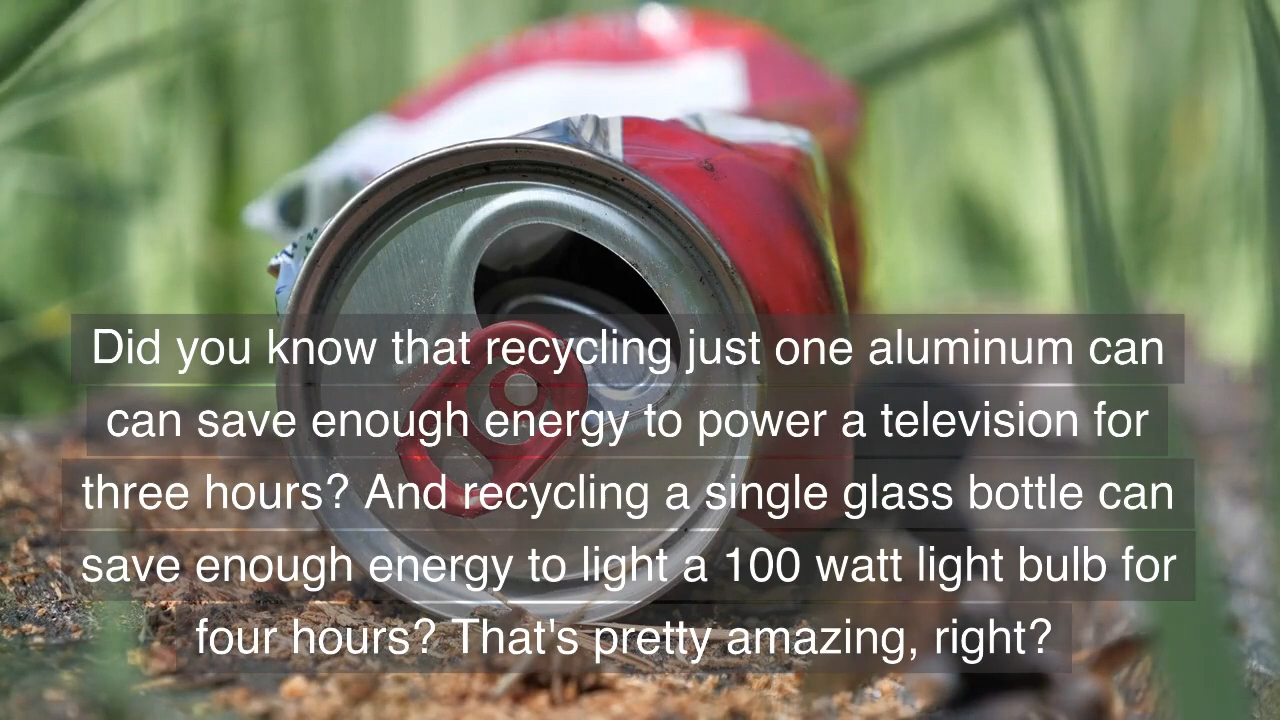 Did you know that recycling just one aluminum can
can save enough energy to power a television for
three hours? And recycling a single glass bottle can
save enough energy to light a 100 watt light bulb for
four hours? That's pretty amazing, right?